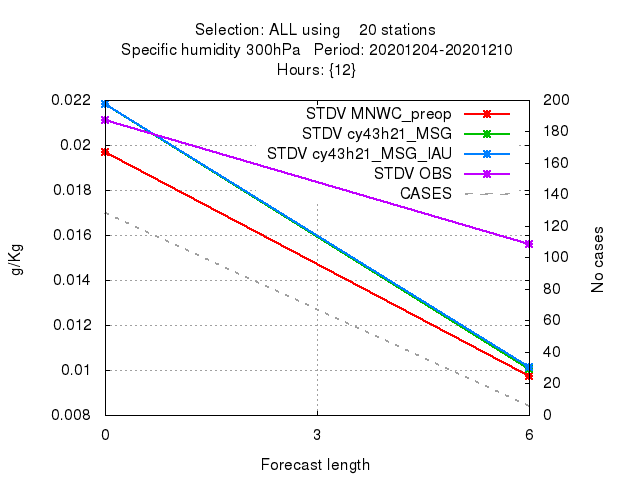 Selection: ALL using 20 stations
Specific humidity 300hPa Period: 20201204-20201210
Hours: {12}
0.022
0.02
0.018
0.016
0.014
0.012
0.01
0.008
g/Kg
STDV MNWC_preop
STDV cy43h21_MSG
STDV cy43h21_MSG_IAU
STDV OBS
CASES
200
180
160
140
120
100
80
60
40
20
0
No cases
0 3 6
Forecast length